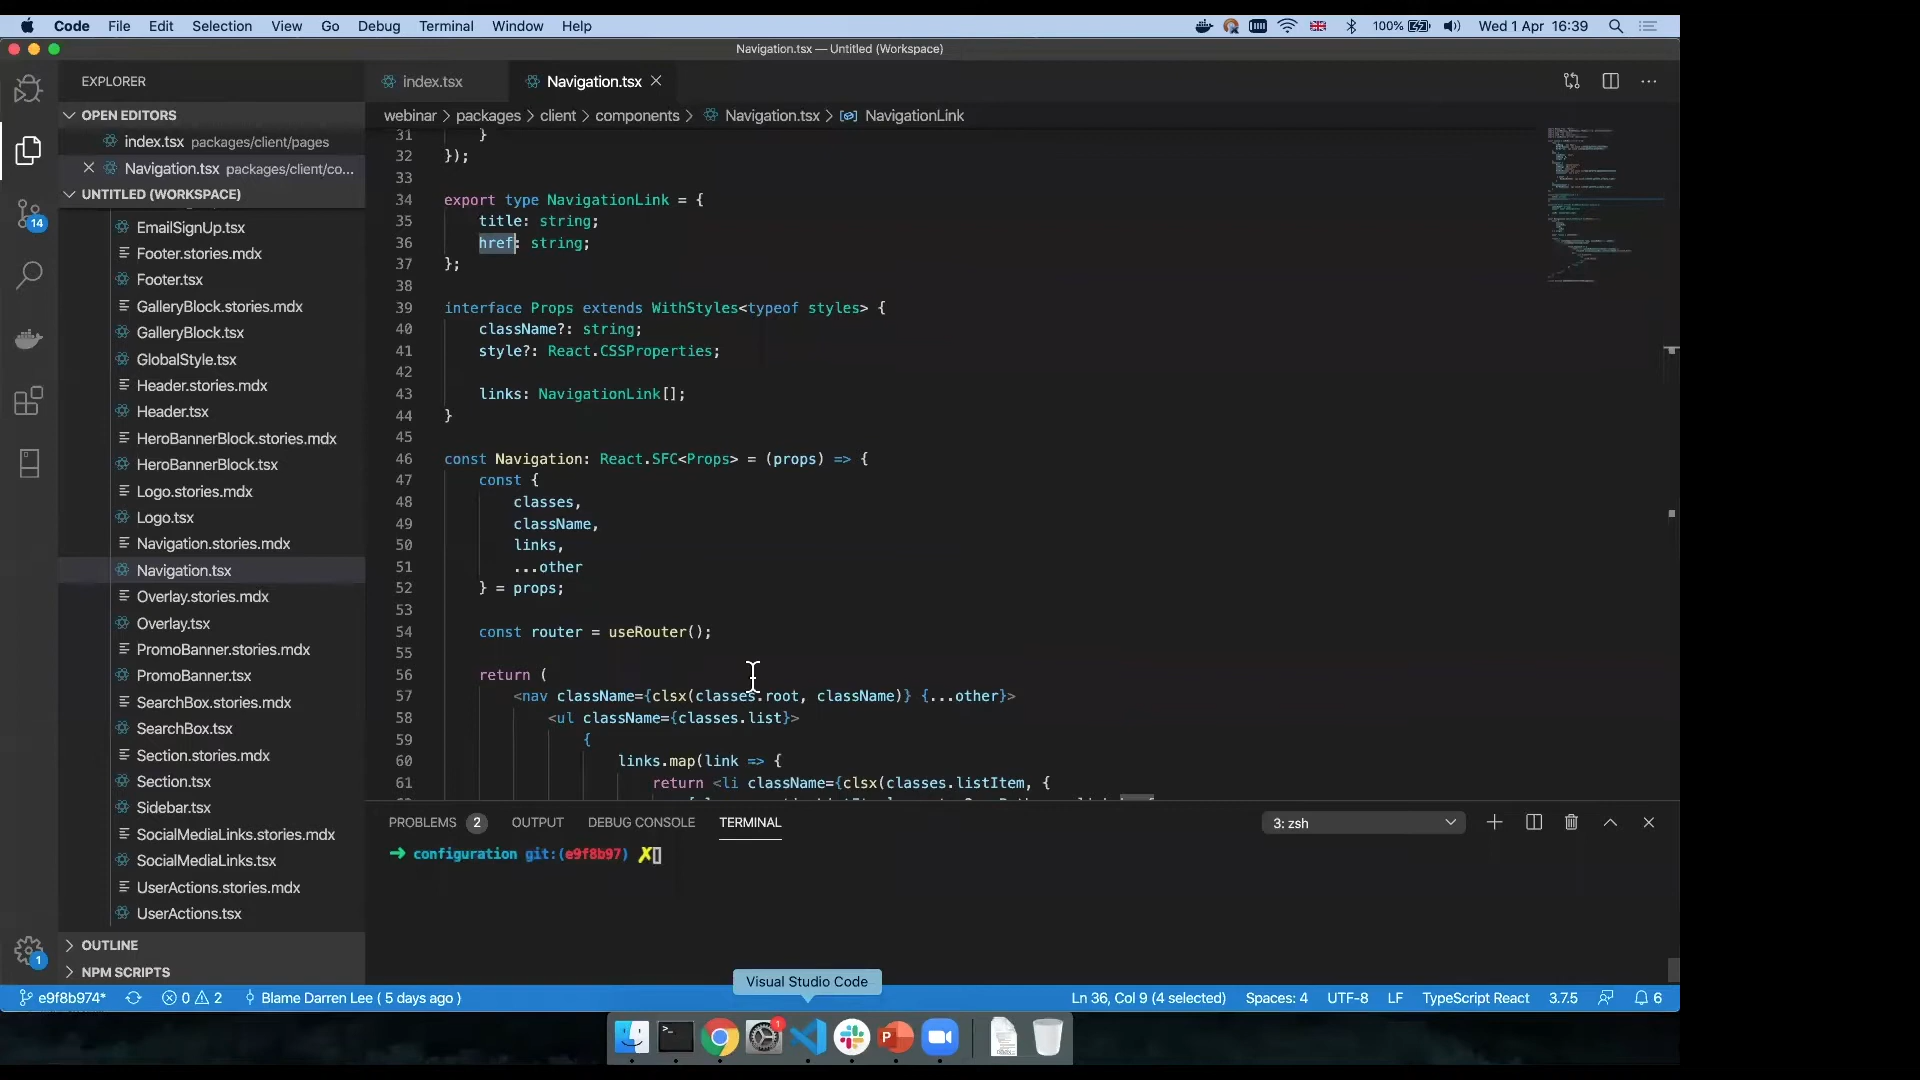 Code File Edit Selection View Go Debug Terminal Window Help 100% Wed 1 Apr 16:39
Navigation.tsx — Untitled (Workspace)
EXPLORER
OPEN EDITORS
index.tsx packages/client/pages
Navigation.tsx packages/client/co...
UNTITLED (WORKSPACE)
EmailSignUp.tsx
Footer.stories.mdx
Footer.tsx
GalleryBlock.stories.mdx
GalleryBlock.tsx
GlobalStyle.tsx
Header.stories.mdx
Header.tsx
HeroBannerBlock.stories.mdx
HeroBannerBlock.tsx
Logo.stories.mdx
Logo.tsx
Navigation.stories.mdx
Navigation.tsx
Overlay.stories.mdx
Overlay.tsx
PromoBanner.stories.mdx
PromoBanner.tsx
SearchBox.stories.mdx
SearchBox.tsx
Section.stories.mdx
Section.tsx
Sidebar.tsx
SocialMediaLinks.stories.mdx
SocialMediaLinks.tsx
UserActions.stories.mdx
UserActions.tsx
OUTLINE
NPM SCRIPTS
14
1
index.tsx Navigation.tsx
webinar > packages > client > components > Navigation.tsx > NavigationLink
31 }
32 });
33
34 export type NavigationLink = {
35 title: string;
36 href: string;
37 };
38
39 interface Props extends WithStyles<typeof styles> {
40 className?: string;
41 style?: React.CSSProperties;
42
43 links: NavigationLink[];
44 }
45
46 const Navigation: React.SFC<Props> = (props) => {
47 const {
48 classes,
49 className,
50 links,
51 ...other
52 } = props;
53
54 const router = useRouter();
55
56 return (
57 <nav className={clsx(classes.root, className)} {...other}>
58 <ul className={classes.list}>
59 {
60 links.map(link => {
61 return <li className={clsx(classes.listItem, {
PROBLEMS 2 OUTPUT DEBUG CONSOLE TERMINAL 3: zsh
➜ configuration git:(e9f8b97) ✗
Visual Studio Code
e9f8b974* 0 2 Blame Darren Lee ( 5 days ago ) Ln 36, Col 9 (4 selected) Spaces: 4 UTF-8 LF TypeScript React 3.7.5 6
1